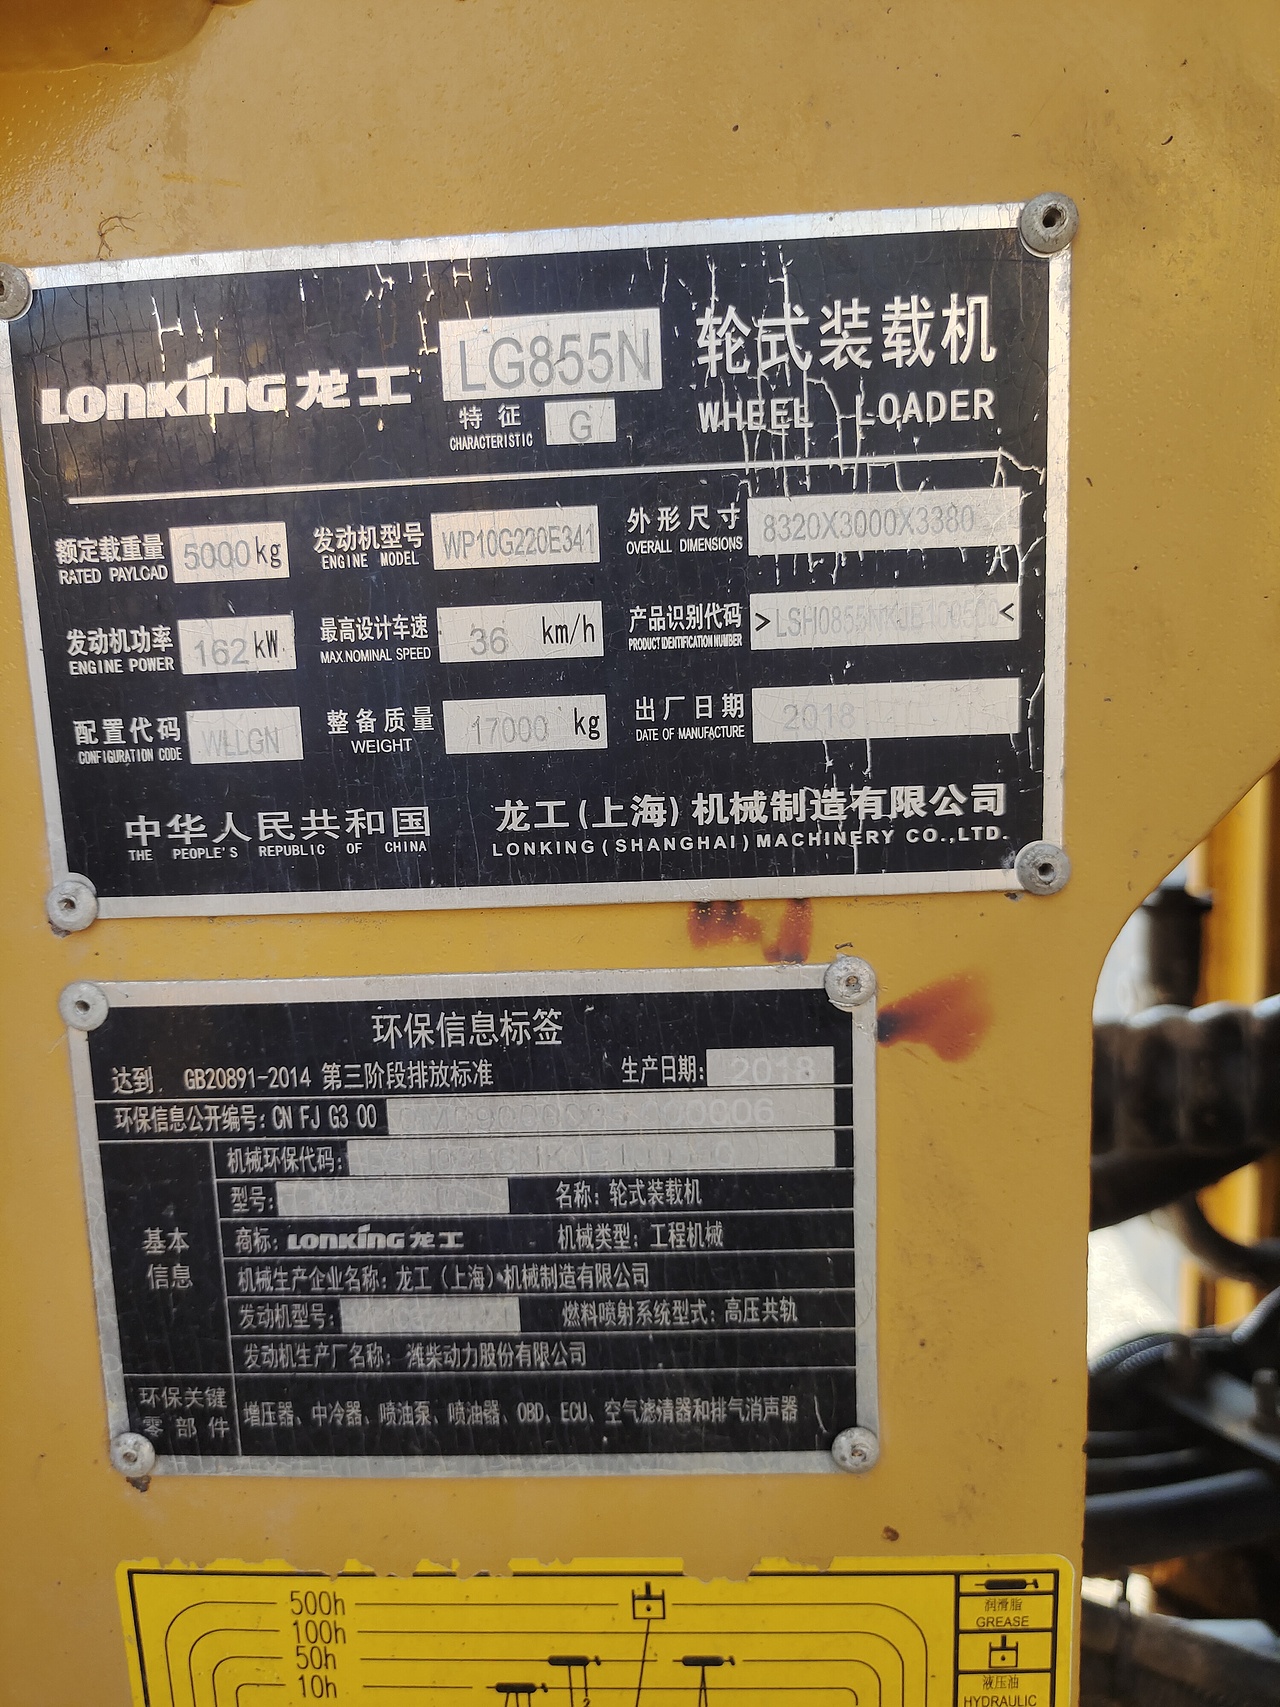 LONKING 龙工 LG855N 轮式装载机
特征 G
CHARACTERISTIC
WHEEL LOADER
额定载重量 5000kg 发动机型号 WP10G220E341 外形尺寸 8320X3000X3380
RATED PAYLOAD ENGINE MODEL OVERALL DIMENSIONS
发动机功率 162kW 最高设计车速 36 km/h 产品识别代码
ENGINE POWER MAX.NOMINAL SPEED PRODUCT IDENTIFICATION NUMBER
配置代码 WLLGN 整备质量 17000 kg 出厂日期 2018
CONFIGURATION CODE WEIGHT DATE OF MANUFACTURE
中华人民共和国 龙工(上海)机械制造有限公司
THE PEOPLE'S REPUBLIC OF CHINA LONKING(SHANGHAI)MACHINERY CO.,LTD.
环保信息标签
达到 GB20891-2014 第三阶段排放标准 生产日期: 2018
环保信息公开编号: CN FJ G3 00
机械环保代码:
型号: 名称: 轮式装载机
基本信息
商标: LONKING 龙工 机械类型: 工程机械
机械生产企业名称: 龙工(上海)机械制造有限公司
发动机型号: 燃料喷射系统型式: 高压共轨
发动机生产厂名称: 潍柴动力股份有限公司
环保关键零部件 增压器、中冷器、喷油泵、喷油器、OBD、ECU、空气滤清器和排气消声器
500h
100h
50h
10h
润滑脂
GREASE
液压油
HYDRAULIC
2